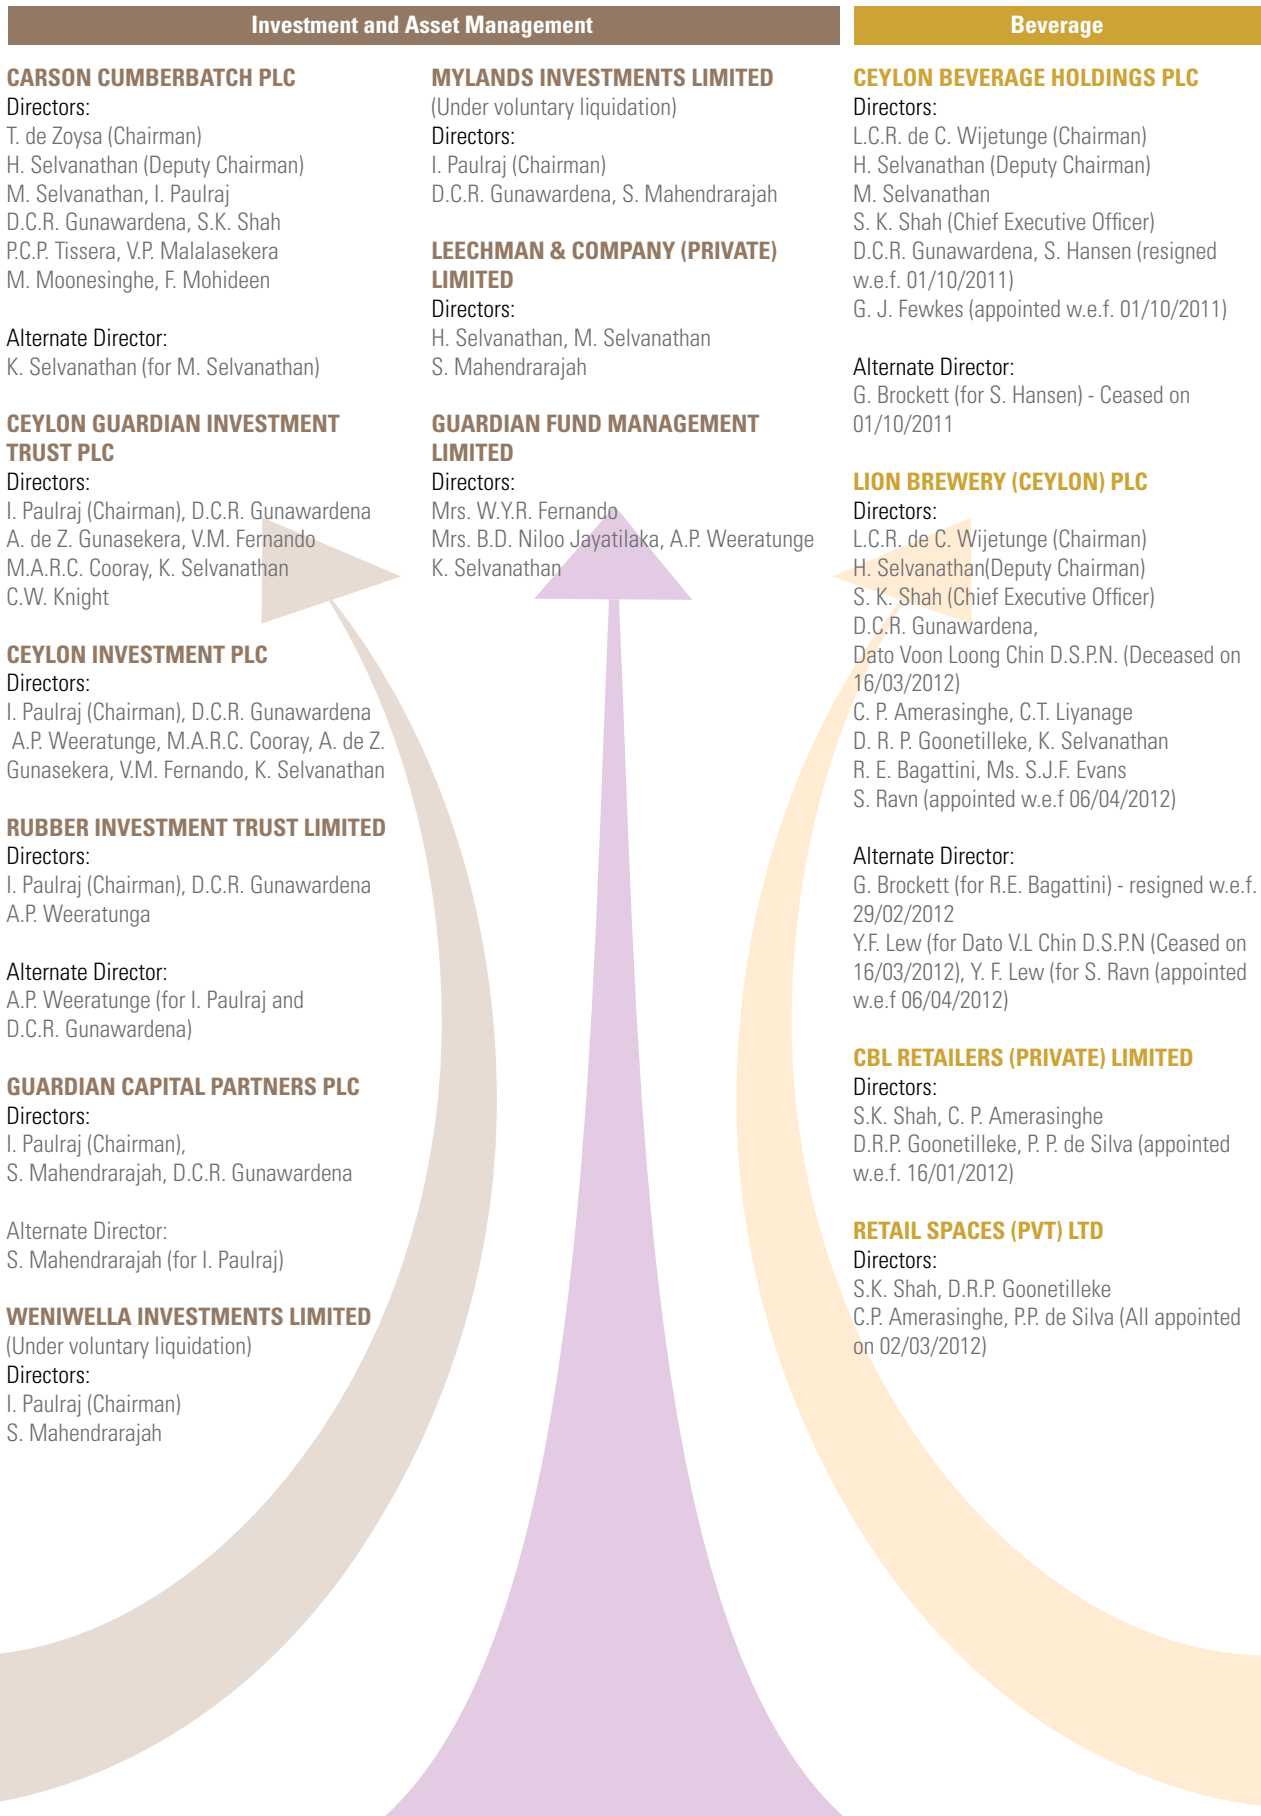 Investment and Asset Management
CARSON CUMBERBATCH PLC
Directors:
T. de Zoysa (Chairman)
H. Selvanathan (Deputy Chairman)
M. Selvanathan, I. Paulraj
D.C.R. Gunawardena, S.K. Shah
P.C.P. Tissera, V.P. Malalasekera
M. Moonesinghe, F. Mohideen
Alternate Director:
K. Selvanathan (for M. Selvanathan)
CEYLON GUARDIAN INVESTMENT
TRUST PLC
Directors:
I. Paulraj (Chairman), D.C.R. Gunawardena
A. de Z. Gunasekera, V.M. Fernando
M.A.R.C. Cooray, K. Selvanathan
C.W. Knight
CEYLON INVESTMENT PLC
Directors:
I. Paulraj (Chairman), D.C.R. Gunawardena
A.P. Weeratunge, M.A.R.C. Cooray, A. de Z.
Gunasekera, V.M. Fernando, K. Selvanathan
RUBBER INVESTMENT TRUST LIMITED
Directors:
I. Paulraj (Chairman), D.C.R. Gunawardena
A.P. Weeratunga
Alternate Director:
A.P. Weeratunge (for I. Paulraj and
D.C.R. Gunawardena)
GUARDIAN CAPITAL PARTNERS PLC
Directors:
I. Paulraj (Chairman),
S. Mahendrarajah, D.C.R. Gunawardena
Alternate Director:
S. Mahendrarajah (for I. Paulraj)
WENIWELLA INVESTMENTS LIMITED
(Under voluntary liquidation)
Directors:
I. Paulraj (Chairman)
S. Mahendrarajah
MYLANDS INVESTMENTS LIMITED
(Under voluntary liquidation)
Directors:
I. Paulraj (Chairman)
D.C.R. Gunawardena, S. Mahendrarajah
LEECHMAN & COMPANY (PRIVATE)
LIMITED
Directors:
H. Selvanathan, M. Selvanathan
S. Mahendrarajah
GUARDIAN FUND MANAGEMENT
LIMITED
Directors:
Mrs. W.Y.R. Fernando
Mrs. B.D. Niloo Jayatilaka, A.P. Weeratunge
K. Selvanathan
Beverage
CEYLON BEVERAGE HOLDINGS PLC
Directors:
L.C.R. de C. Wijetunge (Chairman)
H. Selvanathan (Deputy Chairman)
M. Selvanathan
S. K. Shah (Chief Executive Officer)
D.C.R. Gunawardena, S. Hansen (resigned
w.e.f. 01/10/2011)
G. J. Fewkes (appointed w.e.f. 01/10/2011)
Alternate Director:
G. Brockett (for S. Hansen) - Ceased on
01/10/2011
LION BREWERY (CEYLON) PLC
Directors:
L.C.R. de C. Wijetunge (Chairman)
H. Selvanathan(Deputy Chairman)
S. K. Shah (Chief Executive Officer)
D.C.R. Gunawardena,
Dato Voon Loong Chin D.S.P.N. (Deceased on
16/03/2012)
C. P. Amerasinghe, C.T. Liyanage
D. R. P. Goonetilleke, K. Selvanathan
R. E. Bagattini, Ms. S.J.F. Evans
S. Ravn (appointed w.e.f 06/04/2012)
Alternate Director:
G. Brockett (for R.E. Bagattini) - resigned w.e.f.
29/02/2012
Y.F. Lew (for Dato V.L Chin D.S.P.N (Ceased on
16/03/2012), Y. F. Lew (for S. Ravn (appointed
w.e.f 06/04/2012)
CBL RETAILERS (PRIVATE) LIMITED
Directors:
S.K. Shah, C. P. Amerasinghe
D.R.P. Goonetilleke, P. P. de Silva (appointed
w.e.f. 16/01/2012)
RETAIL SPACES (PVT) LTD
Directors:
S.K. Shah, D.R.P. Goonetilleke
C.P. Amerasinghe, P.P. de Silva (All appointed
on 02/03/2012)